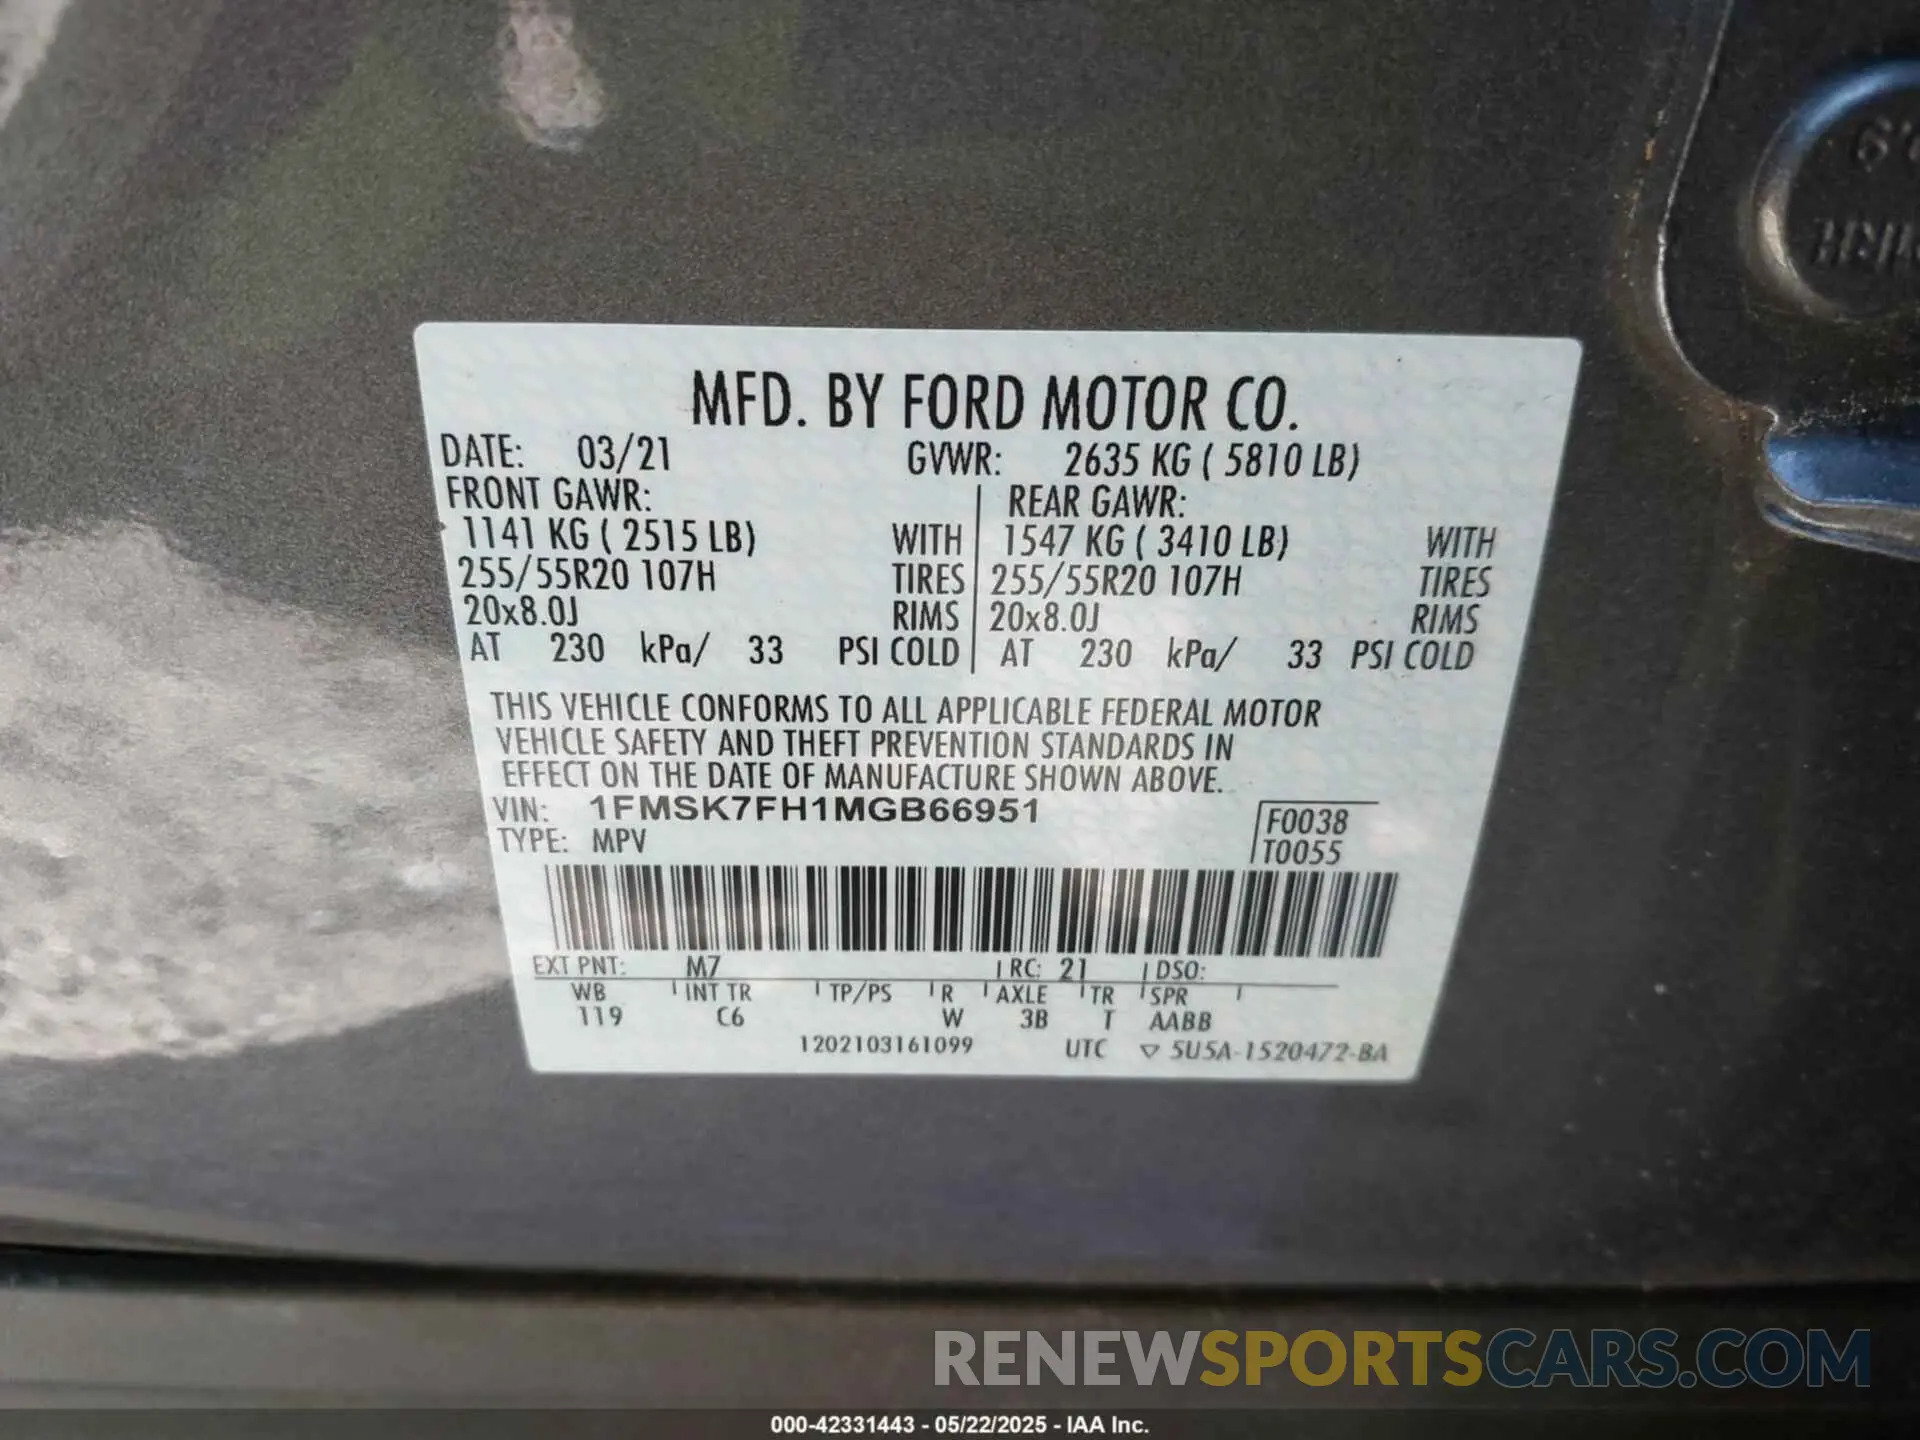 MFD. BY FORD MOTOR CO.
DATE: 03/21 GVWR: 2635 KG ( 5810 LB)
FRONT GAWR: REAR GAWR:
1141 KG ( 2515 LB) WITH 1547 KG ( 3410 LB) WITH
255/55R20 107H TIRES 255/55R20 107H TIRES
20x8.0J RIMS 20x8.0J RIMS
AT 230 kPa/ 33 PSI COLD AT 230 kPa/ 33 PSI COLD
THIS VEHICLE CONFORMS TO ALL APPLICABLE FEDERAL MOTOR
VEHICLE SAFETY AND THEFT PREVENTION STANDARDS IN
EFFECT ON THE DATE OF MANUFACTURE SHOWN ABOVE.
VIN: 1FMSK7FH1MGB66951
F0038
TYPE: MPV
T0055
EXT PNT: M7 RC: 21 DSO:
WB INT TR TP/PS R AXLE TR SPR
119 C6 W 3B T AABB
1202103161099 UTC ▽ 5U5A-1520472-BA
RENEWSPORTSCARS.COM
000-42331443 - 05/22/2025 - IAA Inc.